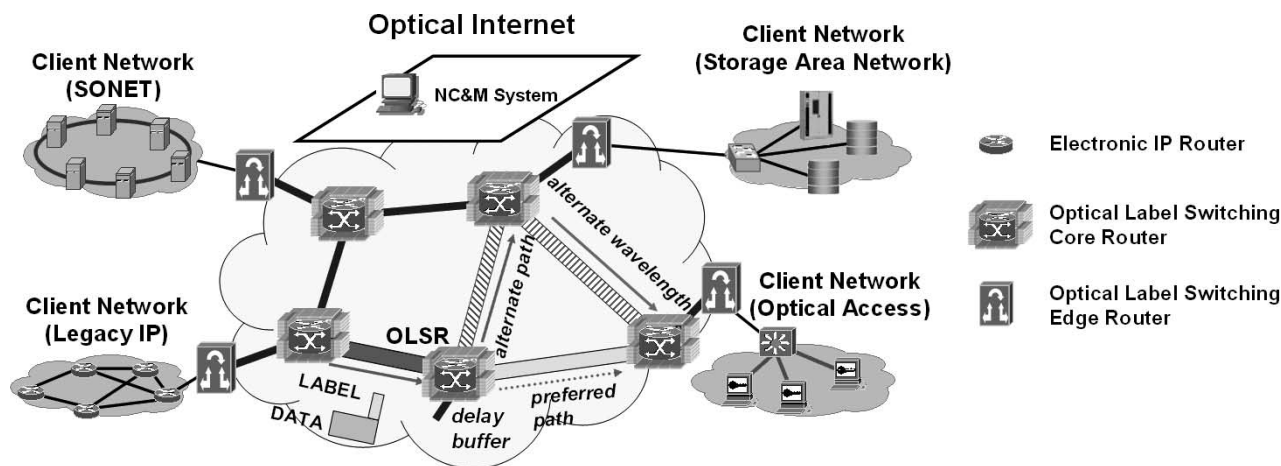 Optical Internet
Client Network
(SONET)
NC&M System
Client Network
(Storage Area Network)
Electronic IP Router
alternate wavelength
alternate path
Optical Label Switching
Core Router
Client Network
(Legacy IP)
OLSR
Client Network
(Optical Access)
Optical Label Switching
Edge Router
LABEL
DATA
delay
buffer
preferred
path